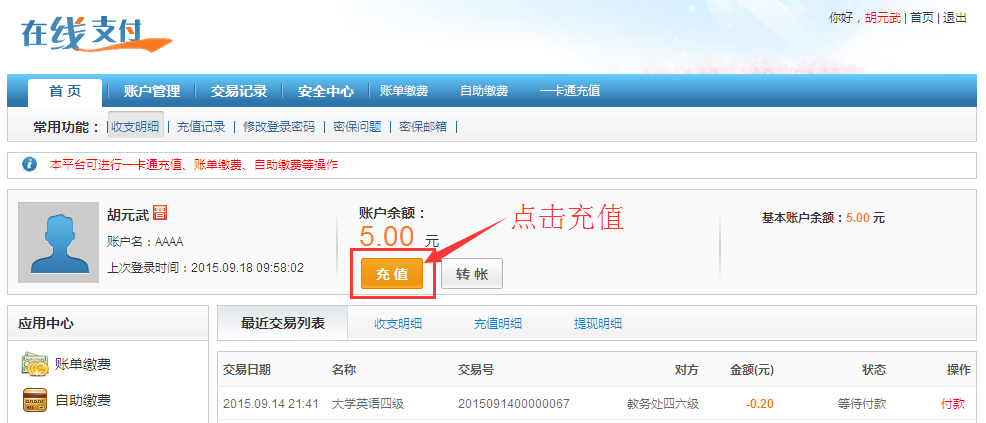 在线支付
你好，胡元武 | 首页 | 退出
首 页 账户管理 交易记录 安全中心 账单缴费 自助缴费 一卡通充值
常用功能： | 收支明细 | 充值记录 | 修改登录密码 | 密保问题 | 密保邮箱 |
本平台可进行一卡通充值、账单缴费、自助缴费等操作
胡元武
账户名：AAAA
上次登录时间：2015.09.18 09:58:02
账户余额：
5.00 元
充 值 转 帐
点击充值
基本账户余额：5.00 元
应用中心
账单缴费
自助缴费
最近交易列表 收支明细 充值明细 提现明细
交易日期 名称 交易号 对方 金额(元) 状态 操作
2015.09.14 21:41 大学英语四级 2015091400000067 教务处四六级 -0.20 等待付款 付款